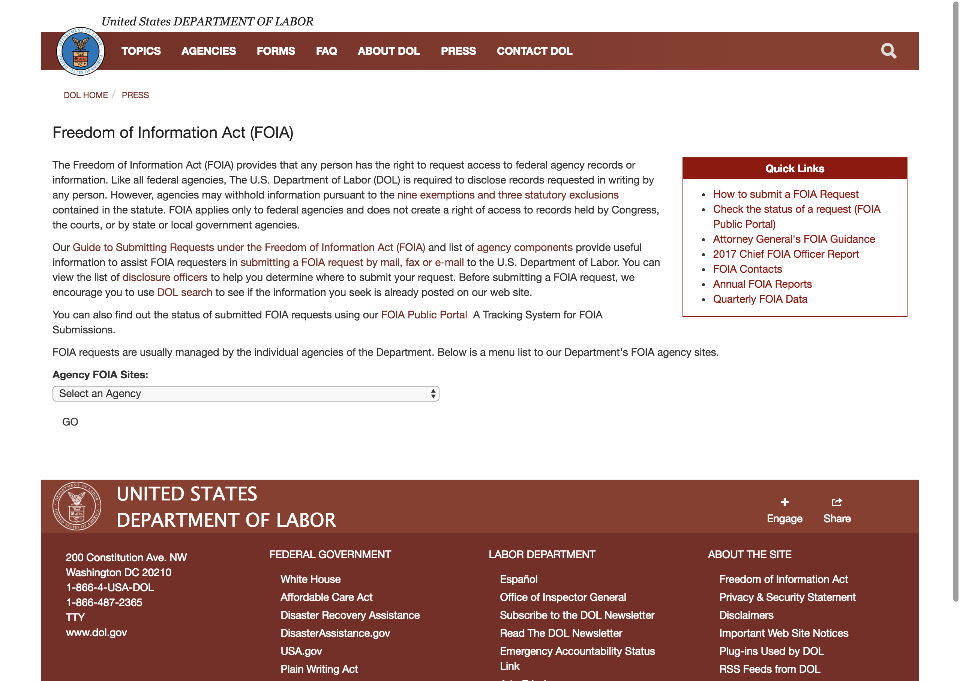 United States DEPARTMENT OF LABOR
TOPICS AGENCIES FORMS FAQ ABOUT DOL PRESS CONTACT DOL
DOL HOME / PRESS
Freedom of Information Act (FOIA)
The Freedom of Information Act (FOIA) provides that any person has the right to request access to federal agency records or
information. Like all federal agencies, The U.S. Department of Labor (DOL) is required to disclose records requested in writing by
any person. However, agencies may withhold information pursuant to the nine exemptions and three statutory exclusions
contained in the statute. FOIA applies only to federal agencies and does not create a right of access to records held by Congress,
the courts, or by state or local government agencies.
Our Guide to Submitting Requests under the Freedom of Information Act (FOIA) and list of agency components provide useful
information to assist FOIA requesters in submitting a FOIA request by mail, fax or e-mail to the U.S. Department of Labor. You can
view the list of disclosure officers to help you determine where to submit your request. Before submitting a FOIA request, we
encourage you to use DOL search to see if the information you seek is already posted on our web site.
You can also find out the status of submitted FOIA requests using our FOIA Public Portal A Tracking System for FOIA
Submissions.
FOIA requests are usually managed by the individual agencies of the Department. Below is a menu list to our Department's FOIA agency sites.
Agency FOIA Sites:
Select an Agency
GO
Quick Links
• How to submit a FOIA Request
• Check the status of a request (FOIA
Public Portal)
• Attorney General's FOIA Guidance
• 2017 Chief FOIA Officer Report
• FOIA Contacts
• Annual FOIA Reports
• Quarterly FOIA Data
UNITED STATES
DEPARTMENT OF LABOR
Engage Share
200 Constitution Ave. NW
Washington DC 20210
1-866-4-USA-DOL
1-866-487-2365
TTY
www.dol.gov
FEDERAL GOVERNMENT
White House
Affordable Care Act
Disaster Recovery Assistance
DisasterAssistance.gov
USA.gov
Plain Writing Act
LABOR DEPARTMENT
Español
Office of Inspector General
Subscribe to the DOL Newsletter
Read The DOL Newsletter
Emergency Accountability Status
Link
ABOUT THE SITE
Freedom of Information Act
Privacy & Security Statement
Disclaimers
Important Web Site Notices
Plug-ins Used by DOL
RSS Feeds from DOL